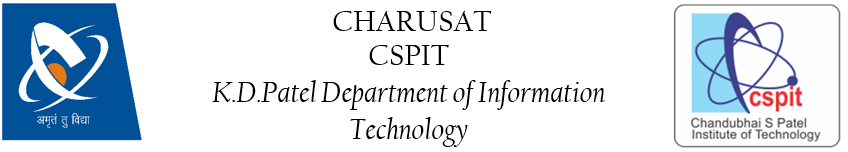 CHARUSAT
CSPIT
K.D.Patel Department of Information
Technology
अमृतं तु विद्या
cspit
Chandubhai S Patel
Institute of Technology